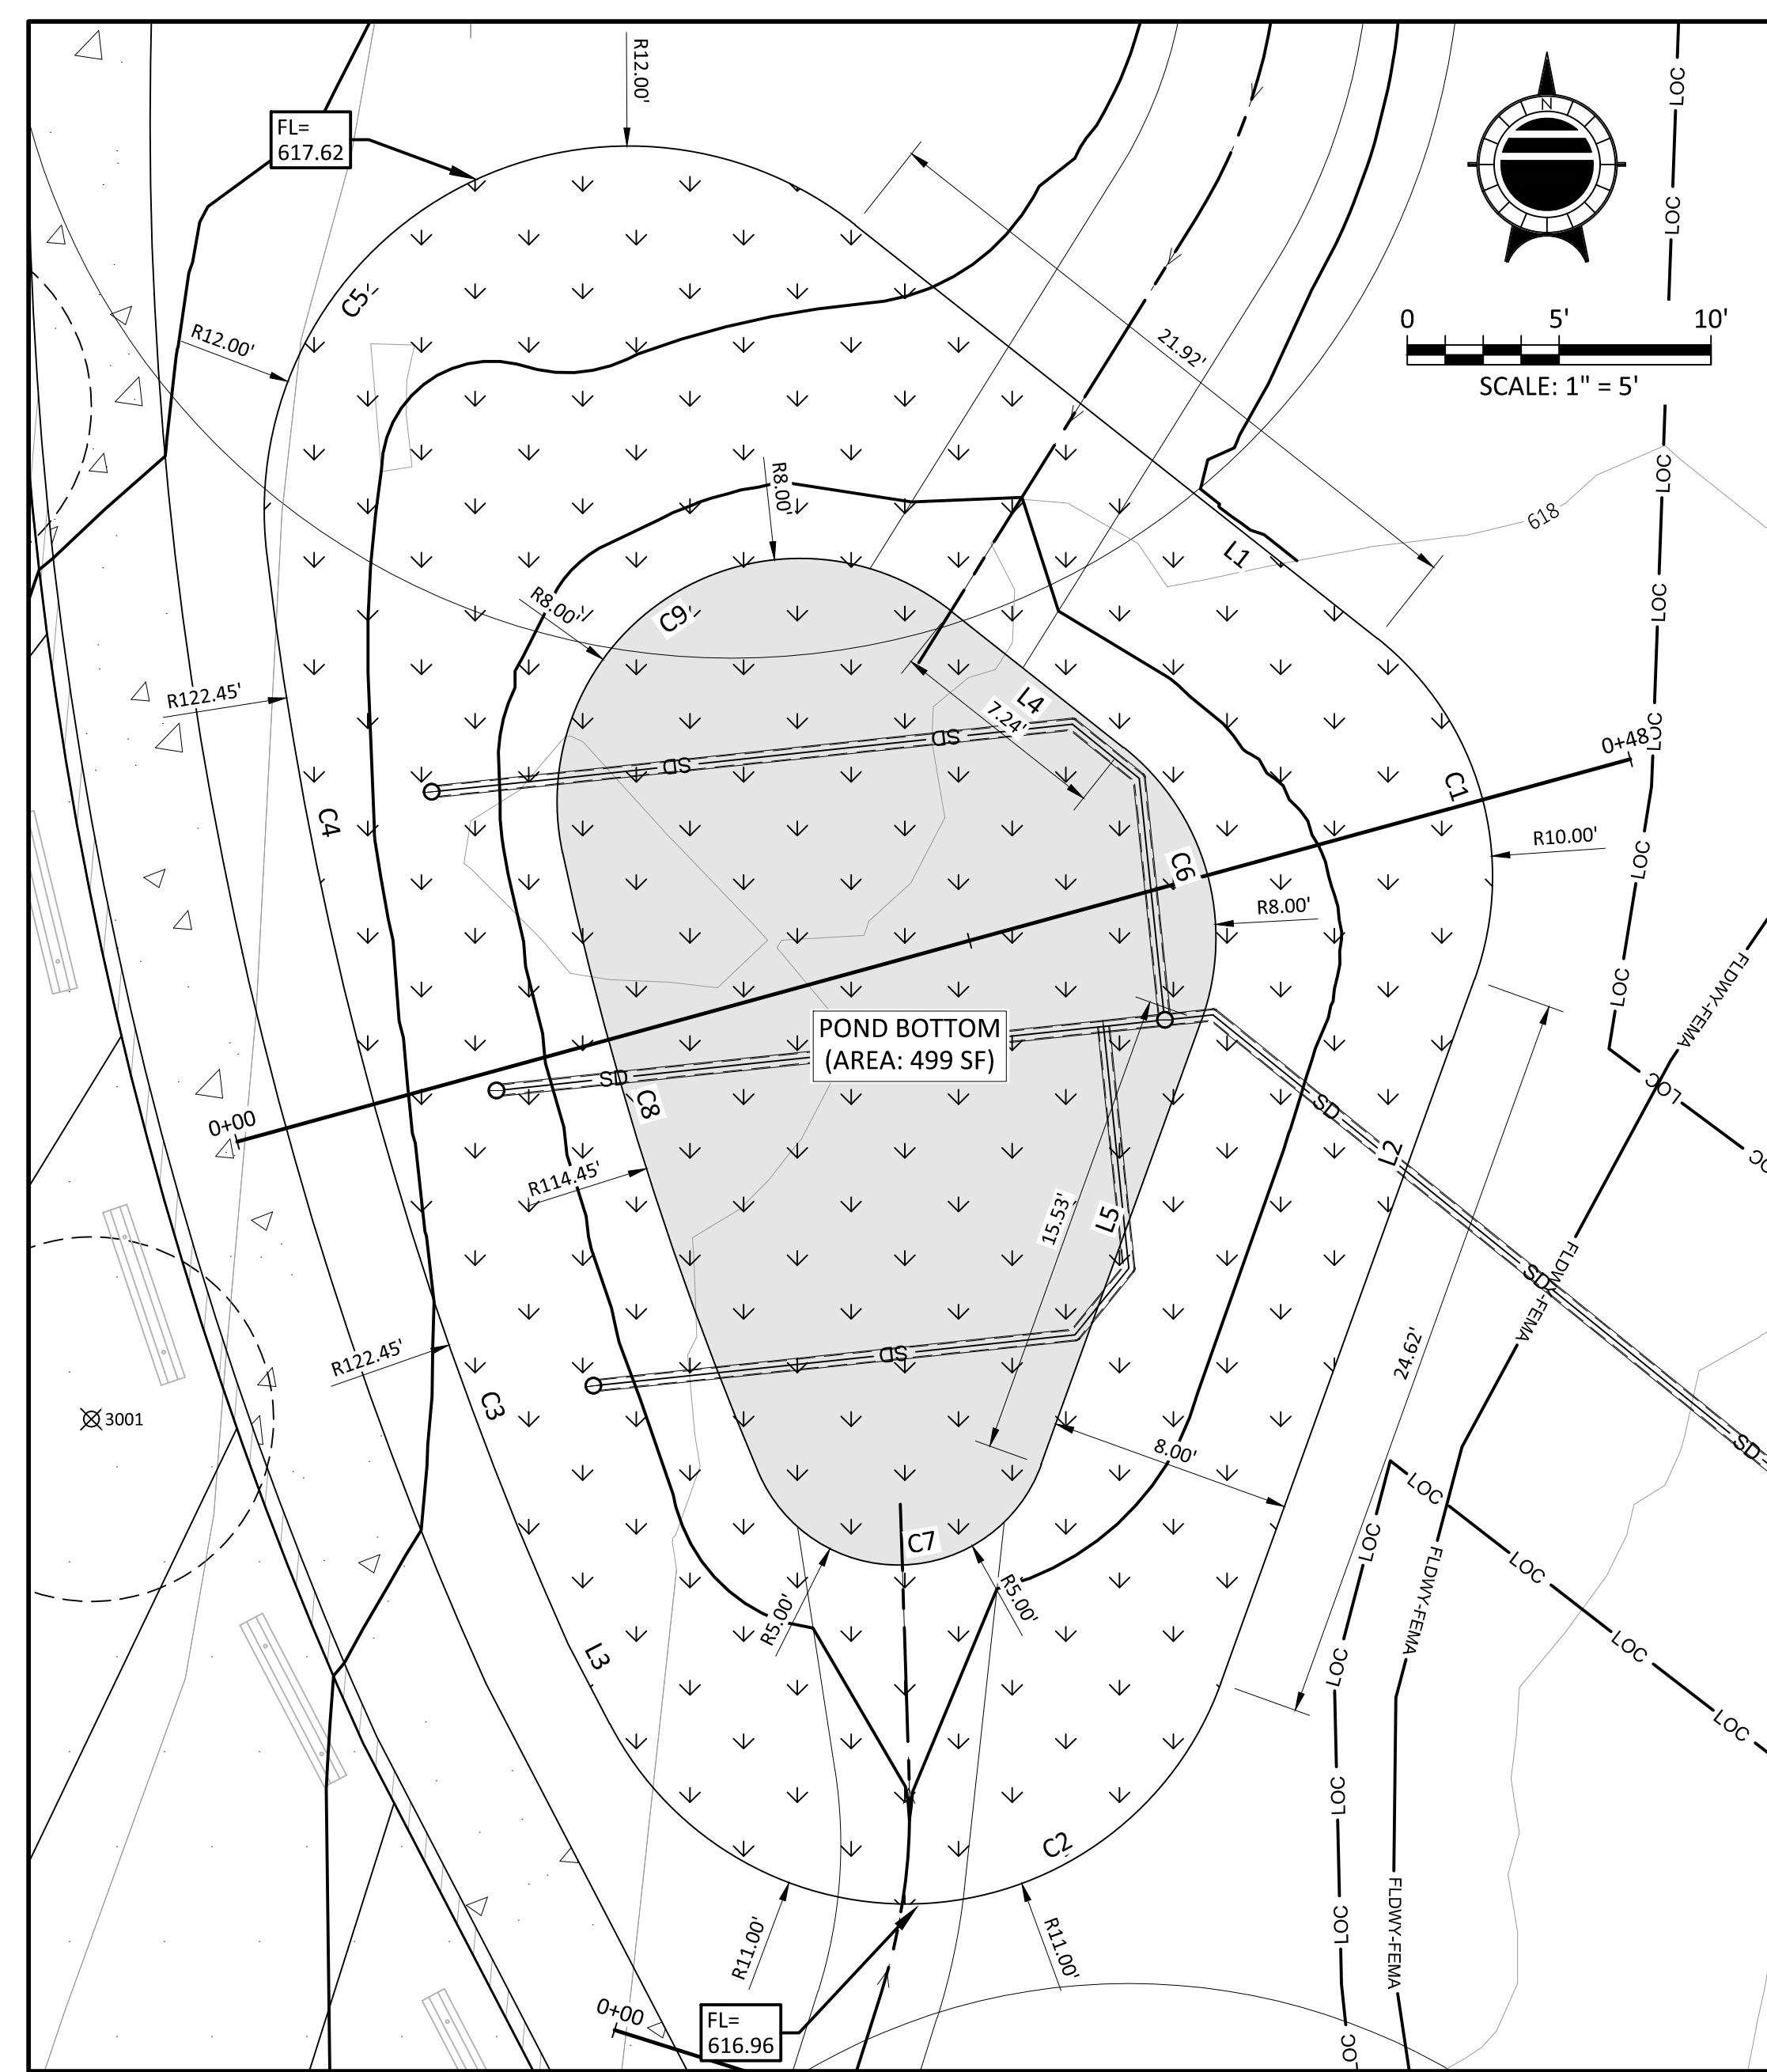 R12.00'
FL=
617.62
N
LOC
LOC
0
5'
10'
SCALE: 1" = 5'
C5
R12.00'
21.92'
R8.00'
LOC
618
L1
R8.00'
C9
LOC
R122.45'
L4
7.24'
SD
SD
LOC
0+48
C1
C4
R10.00'
C6
LOC
R8.00'
FLDWY-FEMA
LOC
POND BOTTOM
(AREA: 499 SF)
SD
C8
0+00
SD
LOC
L2
LOC
R114.45'
15.53'
L5
FLDWY-FEMA
SD
24.62'
R122.45'
SD
C3
3001
8.00'
SD
LOC
LOC
C7
LOC
FLDWY-FEMA
R5.00'
R5.00'
LOC
L3
LOC
LOC
LOC
C2
R11.00'
R11.00'
LOC
FLDWY-FEMA
0+00
FL=
616.96
LOC